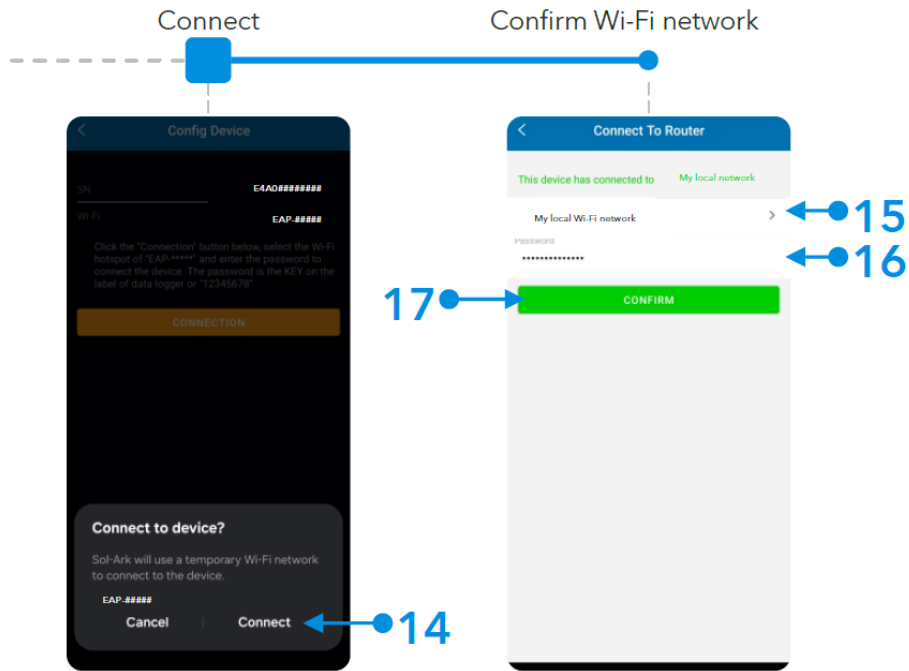 Connect
Confirm Wi-Fi network
Config Device
SN
E4A0########
Wi-Fi
EAP-#####
Click the "Connection" button below, select the Wi-Fi
hotspot of "EAP-*****" and enter the password to
connect the device. The password is the KEY on the
label of data logger or "12345678"
CONNECTION
Connect to device?
Sol-Ark will use a temporary Wi-Fi network
to connect to the device.
EAP-#####
Cancel
Connect
14
Connect To Router
This device has connected to
My local network
My local Wi-Fi network
15
Password
••••••••••••••
16
17
CONFIRM